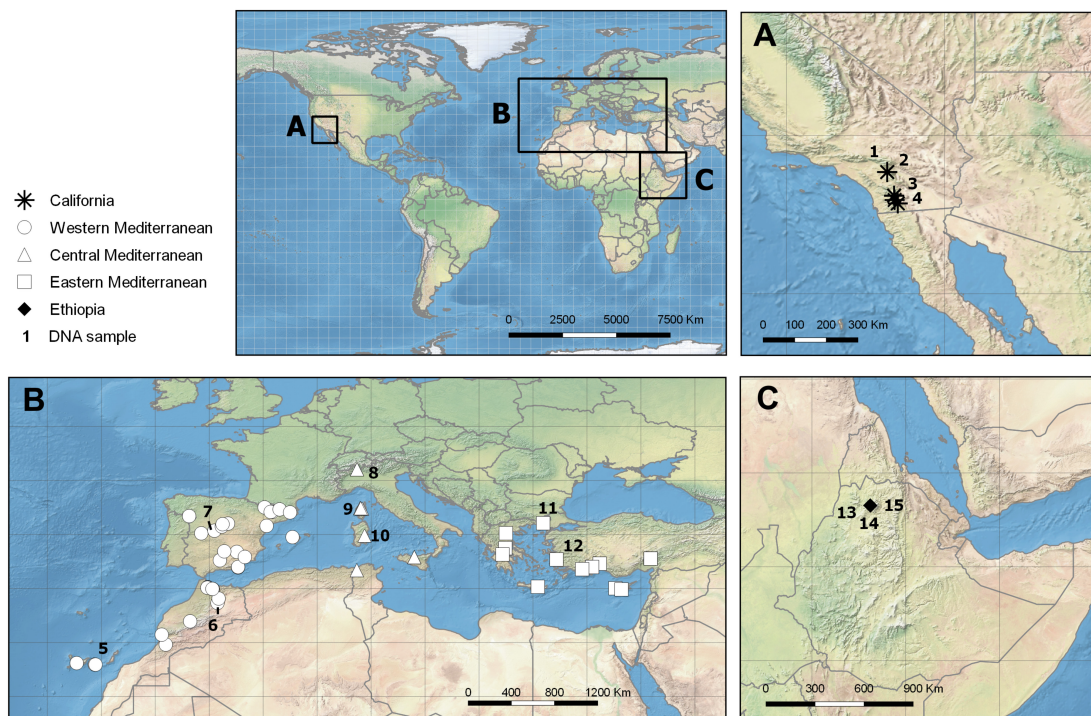 California
Western Mediterranean
Central Mediterranean
Eastern Mediterranean
Ethiopia
1 DNA sample
A
B
C
0 2500 5000 7500 Km
A
1
2
3
4
0 100 200 300 Km
B
5
6
7
8
9
10
11
12
0 400 800 1200 Km
C
13
14
15
0 300 600 900 Km